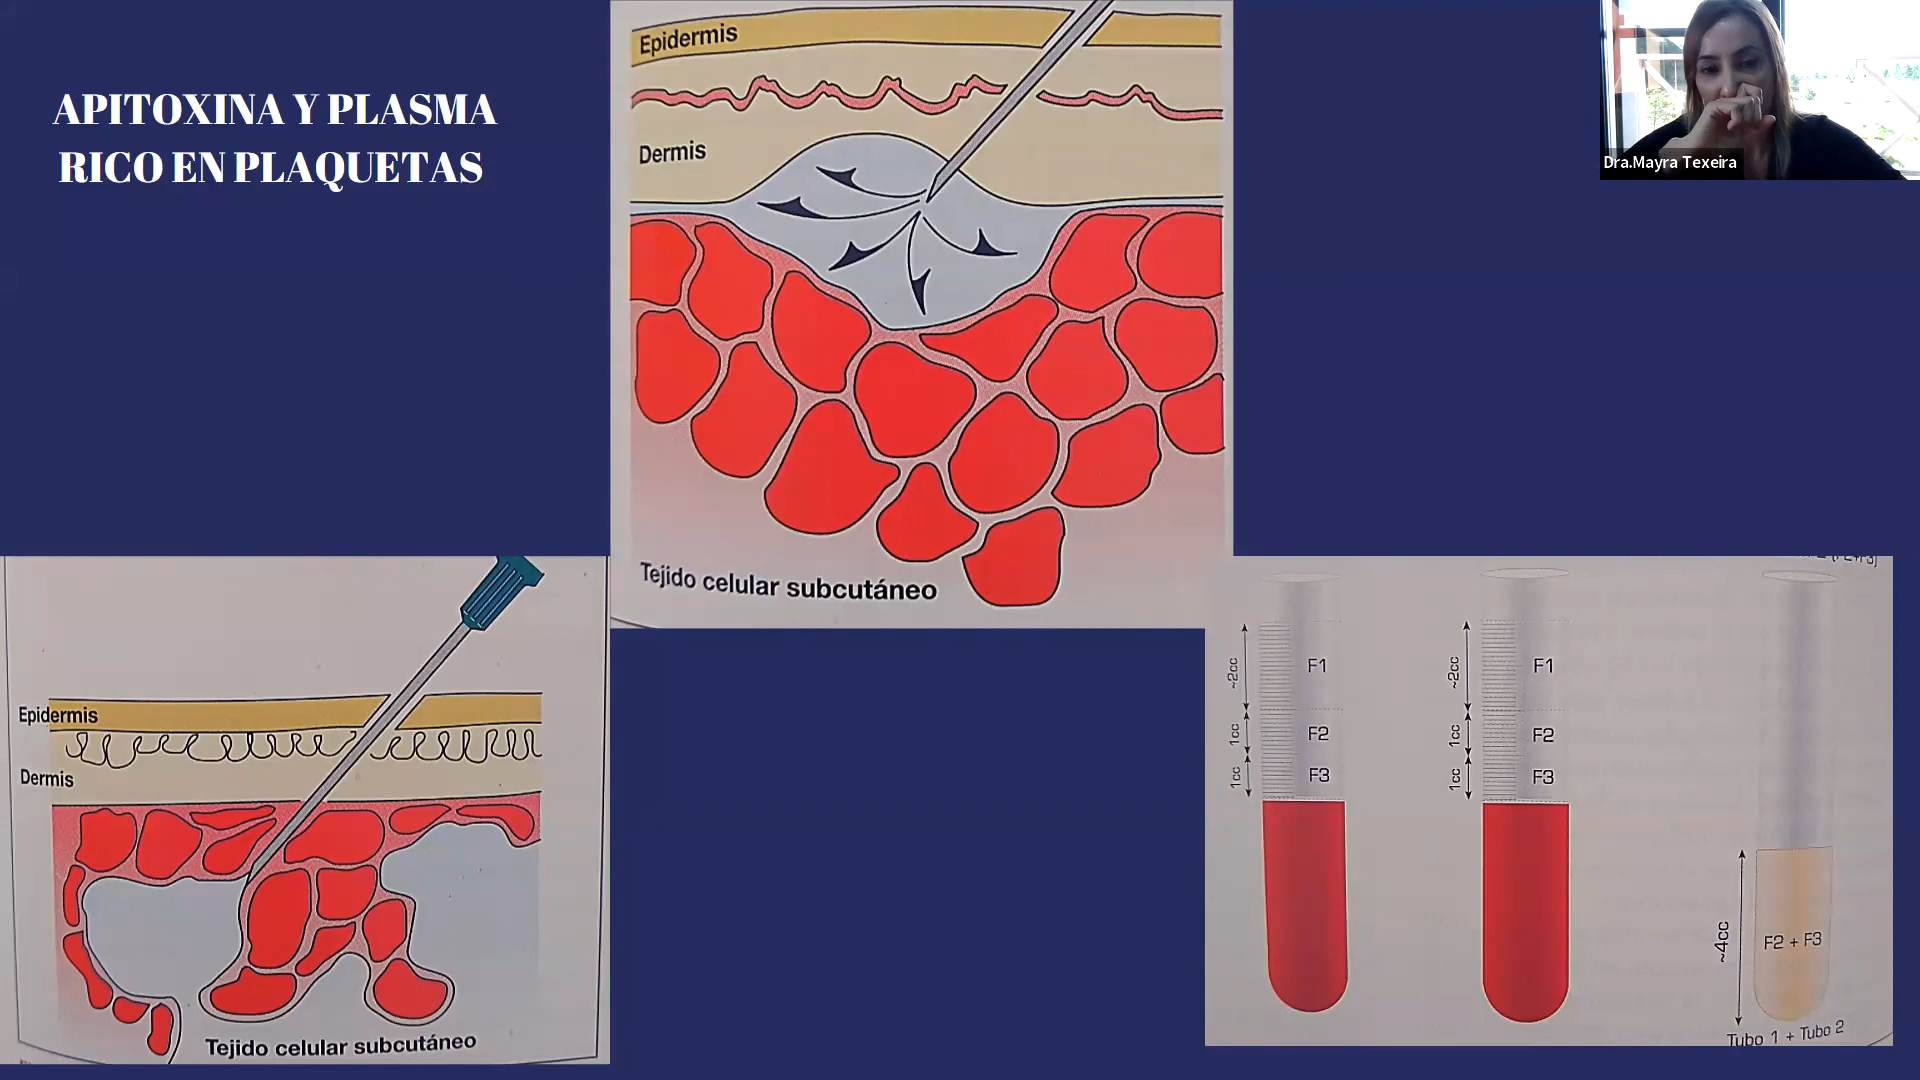 APITOXINA Y PLASMA
RICO EN PLAQUETAS
Epidermis
Dermis
Tejido celular subcutáneo
Dra.Mayra Texeira
Epidermis
Dermis
Tejido celular subcutáneo
~2cc
F1
1cc
F2
1cc
F3
~2cc
F1
1cc
F2
1cc
F3
~4cc
F2 + F3
Tubo 1 + Tubo 2